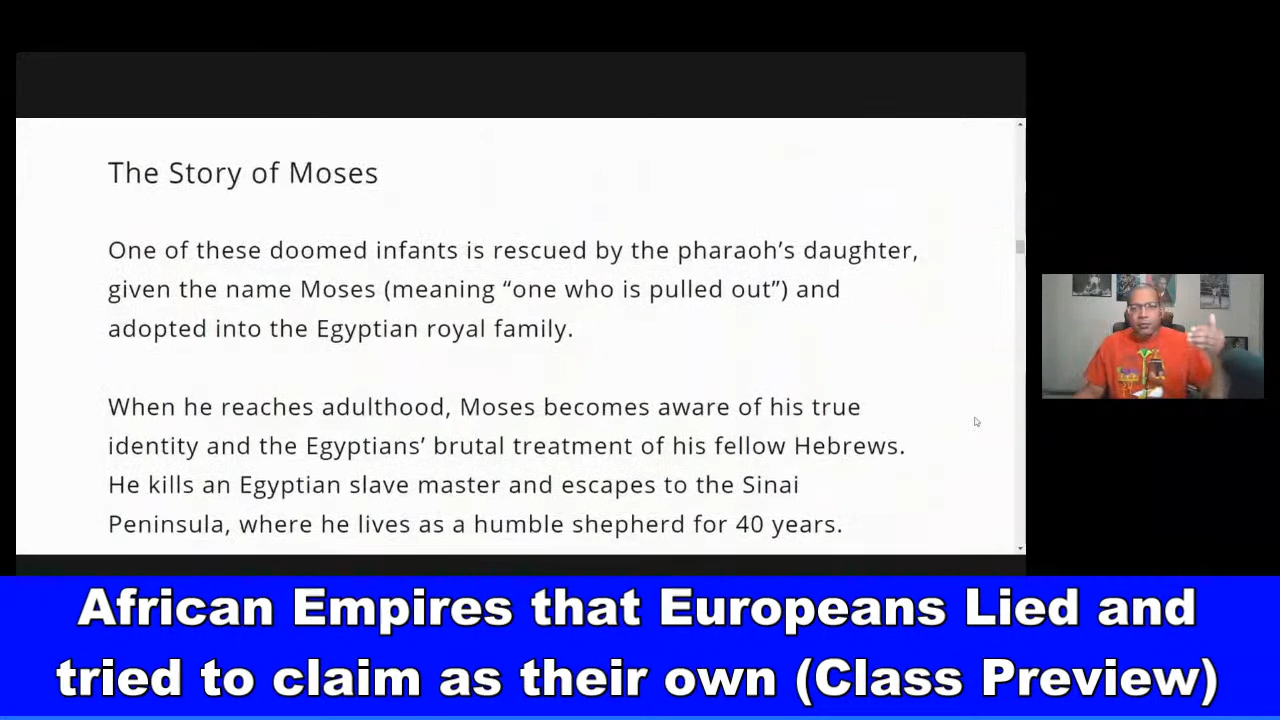 The Story of Moses
One of these doomed infants is rescued by the pharaoh’s daughter,
given the name Moses (meaning “one who is pulled out”) and
adopted into the Egyptian royal family.
When he reaches adulthood, Moses becomes aware of his true
identity and the Egyptians’ brutal treatment of his fellow Hebrews.
He kills an Egyptian slave master and escapes to the Sinai
Peninsula, where he lives as a humble shepherd for 40 years.
African Empires that Europeans Lied and
tried to claim as their own (Class Preview)